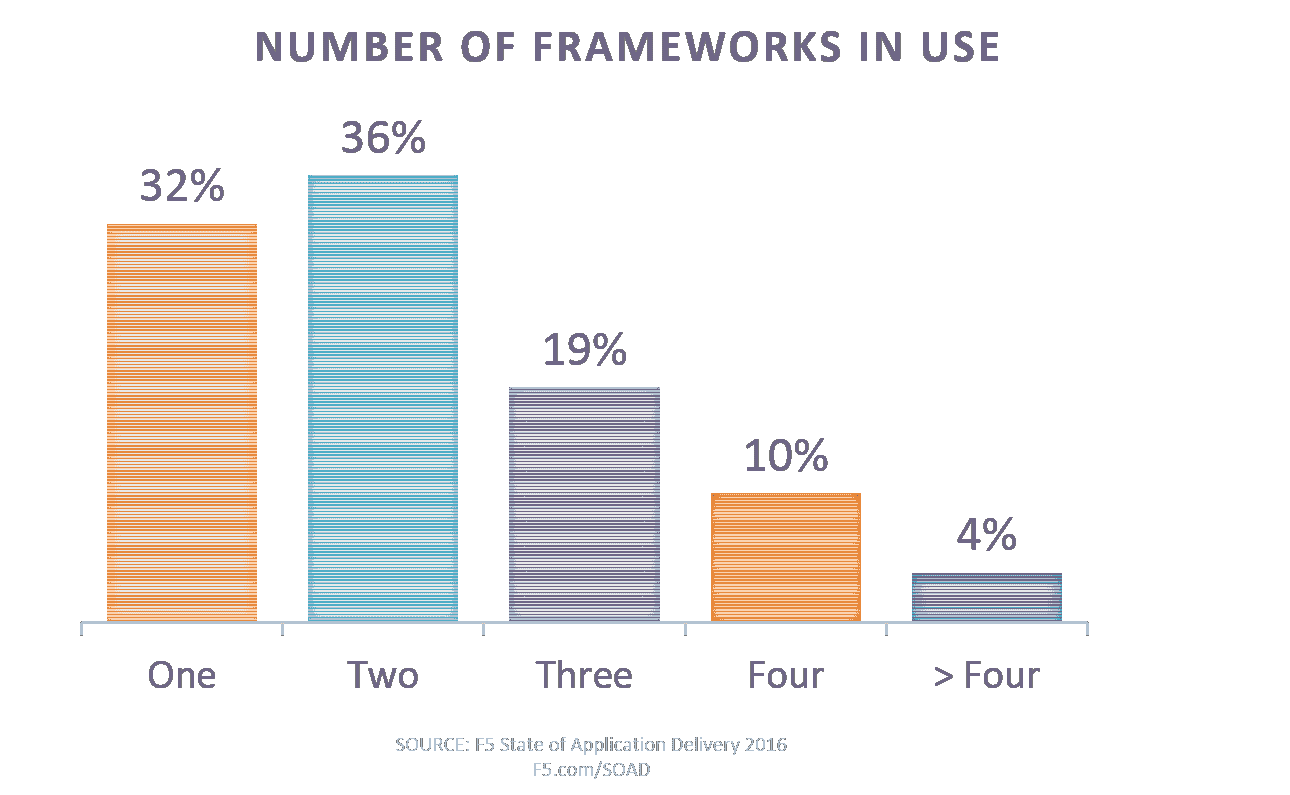 NUMBER OF FRAMEWORKS IN USE
36%
32%
19%
10%
4%
One Two Three Four > Four
SOURCE: F5 State of Application Delivery 2016
F5.com/SOAD